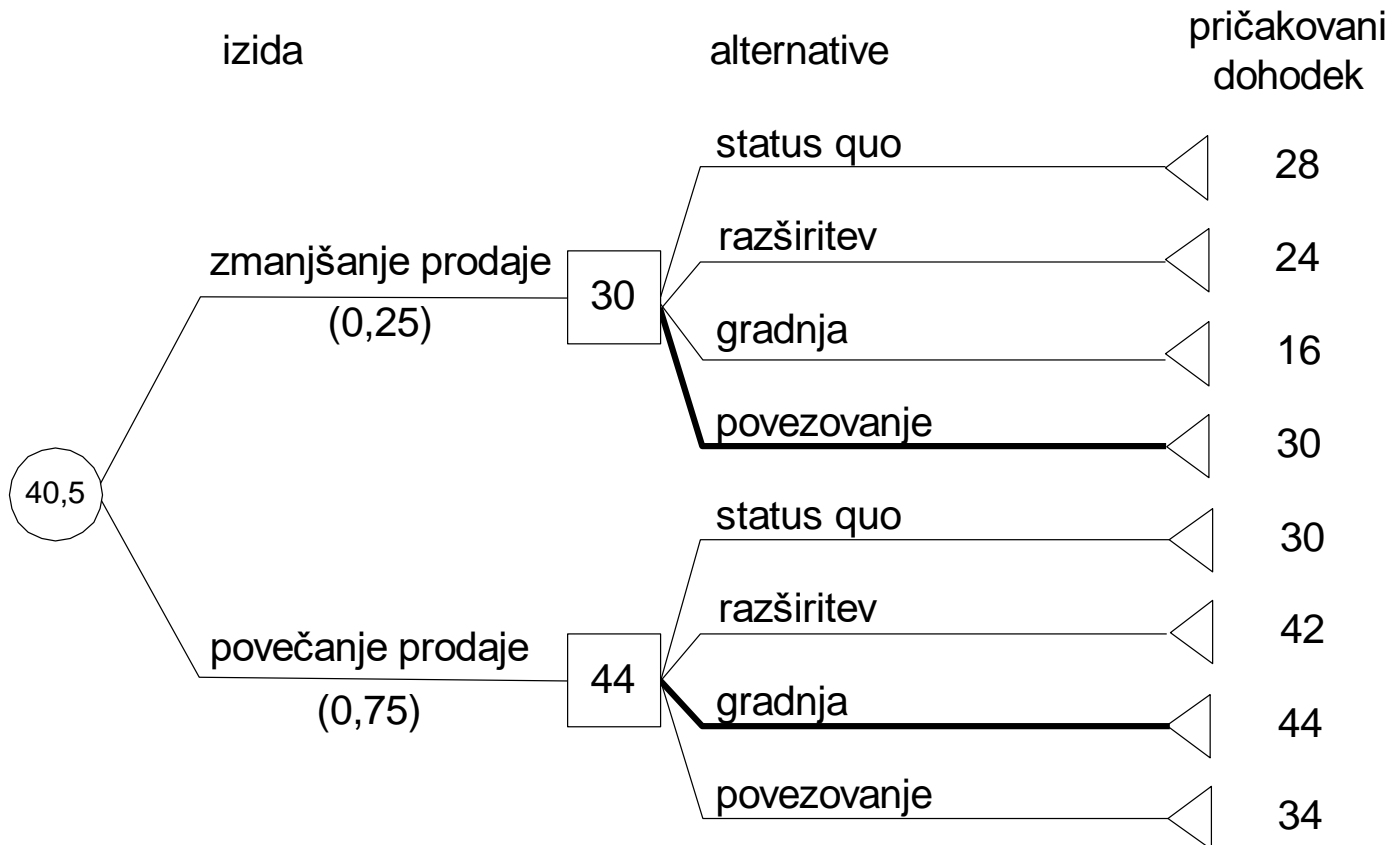 izida
alternative
pričakovani
dohodek
status quo
28
razširitev
24
zmanjšanje prodaje
(0,25)
30
gradnja
16
povezovanje
30
40,5
status quo
30
razširitev
42
povečanje prodaje
(0,75)
44
gradnja
44
povezovanje
34